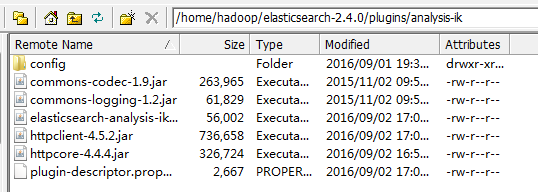 /home/hadoop/elasticsearch-2.4.0/plugins/analysis-ik
Remote Name / Size Type Modified Attributes
config Folder 2016/09/01 19:3... drwxr-xr...
commons-codec-1.9.jar 263,965 Executa... 2015/11/02 09:5... -rw-r--r--
commons-logging-1.2.jar 61,829 Executa... 2015/11/02 09:5... -rw-r--r--
elasticsearch-analysis-ik... 56,002 Executa... 2016/09/02 17:0... -rw-r--r--
httpclient-4.5.2.jar 736,658 Executa... 2016/09/02 17:0... -rw-r--r--
httpcore-4.4.4.jar 326,724 Executa... 2016/09/02 16:5... -rw-r--r--
plugin-descriptor.prop... 2,667 PROPER... 2016/09/02 17:0... -rw-r--r--